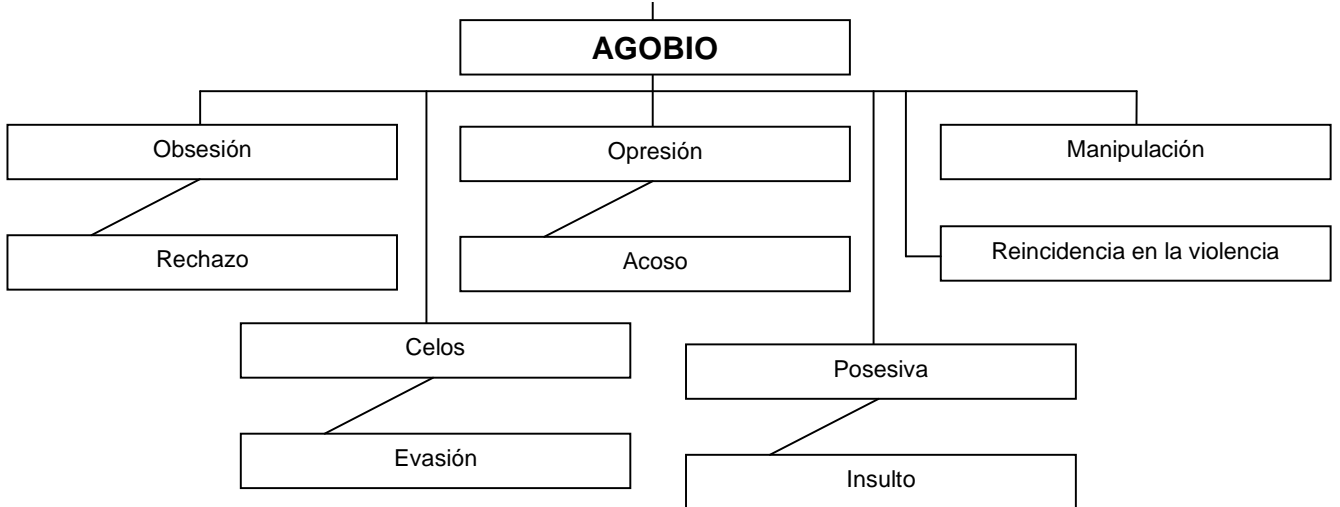 AGOBIO
Obsesión
Opresión
Manipulación
Rechazo
Acoso
Reincidencia en la violencia
Celos
Posesiva
Evasión
Insulto